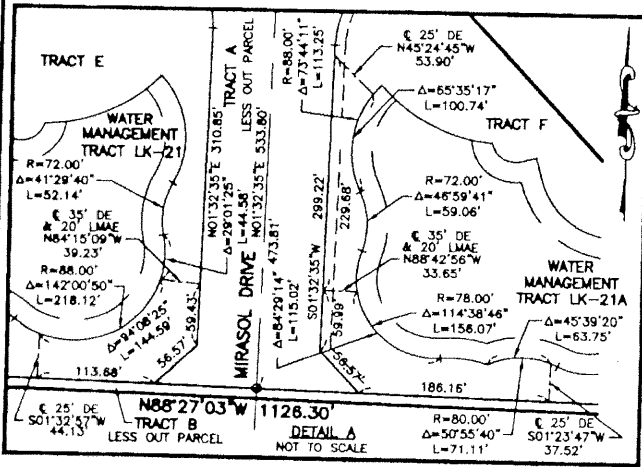 TRACT E
WATER
MANAGEMENT
TRACT LK-21
R=72.00'
Δ=41°29'40"
L=52.14'
℄ 35' DE
& 20' LMAE
N84°15'09"W
39.23'
R=88.00'
Δ=142°00'50"
L=218.12'
113.68'
℄ 25' DE
S01°32'57"W
44.13'
TRACT B
LESS OUT PARCEL
Δ=94°08'25"
L=144.59'
56.57'
59.43'
N01°32'35"E 310.85'
Δ=29°01'25"
L=44.58'
TRACT A
LESS OUT PARCEL
MIRASOL DRIVE
N01°32'35"E 533.80'
473.81'
Δ=84°29'14"
L=115.02'
R=88.00'
Δ=73°44'11"
L=113.25'
S01°32'35"W 299.22'
229.68'
59.99'
56.57'
N88°27'03"W 1126.30'
DETAIL A
NOT TO SCALE
℄ 25' DE
N45°24'45"W
53.90'
Δ=65°35'17"
L=100.74'
TRACT F
R=72.00'
Δ=46°59'41"
L=59.06'
℄ 35' DE
& 20' LMAE
N88°42'56"W
33.65'
R=78.00'
Δ=114°38'46"
L=156.07'
WATER
MANAGEMENT
TRACT LK-21A
Δ=45°39'20"
L=63.75'
186.16'
R=80.00'
Δ=50°55'40"
L=71.11'
℄ 25' DE
S01°23'47"W
37.52'